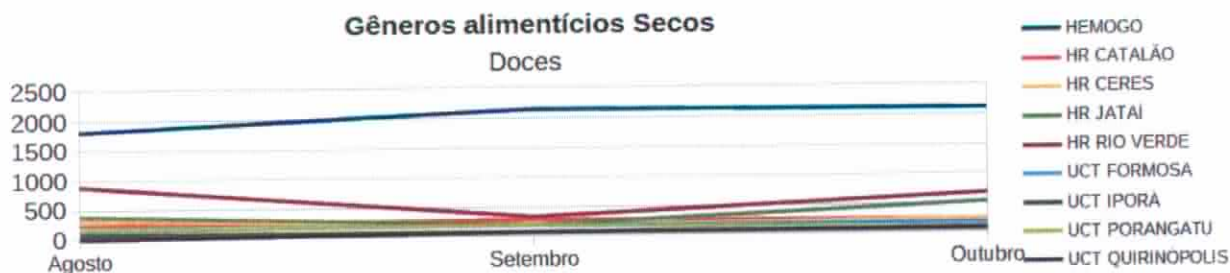 Gêneros alimentícios Secos
Doces
2500
2000
1500
1000
500
0
Agosto
Setembro
Outubro
HEMOGO
HR CATALÃO
HR CERES
HR JATAÍ
HR RIO VERDE
UCT FORMOSA
UCT IPORÁ
UCT PORANGATU
UCT QUIRINÓPOLIS